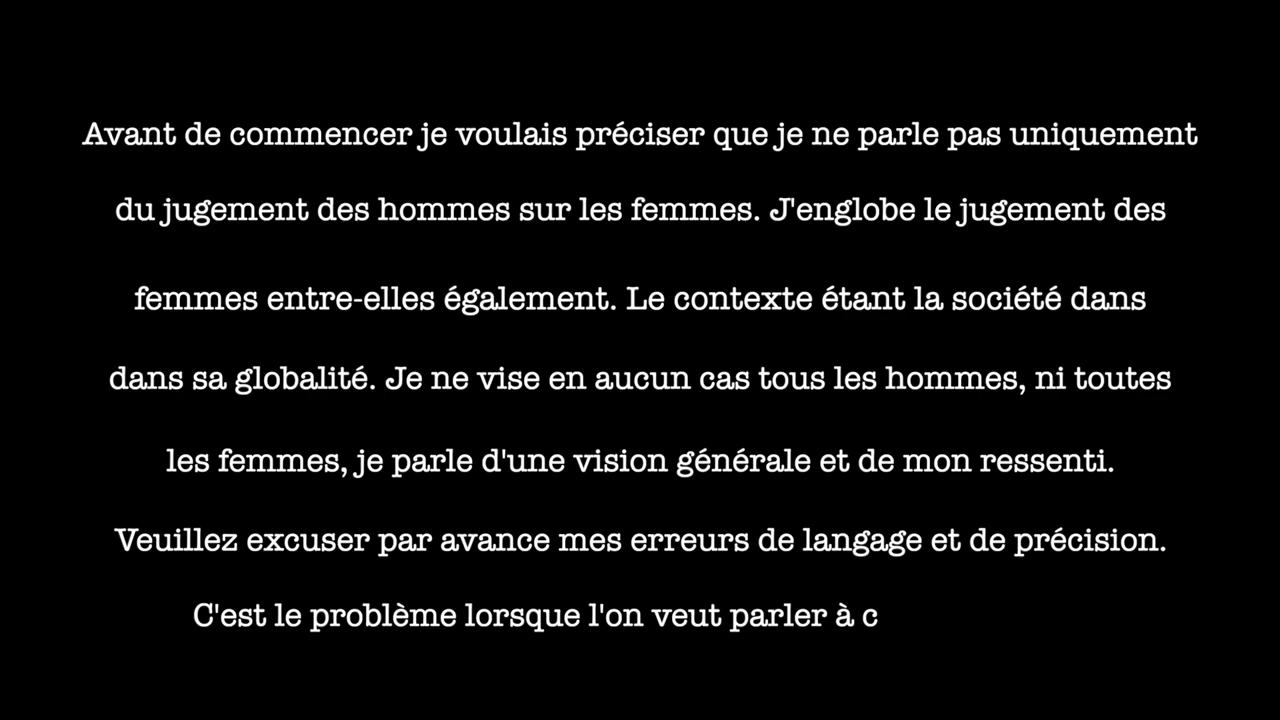 Avant de commencer je voulais préciser que je ne parle pas uniquement
du jugement des hommes sur les femmes. J'englobe le jugement des
femmes entre-elles également. Le contexte étant la société dans
dans sa globalité. Je ne vise en aucun cas tous les hommes, ni toutes
les femmes, je parle d'une vision générale et de mon ressenti.
Veuillez excuser par avance mes erreurs de langage et de précision.
C'est le problème lorsque l'on veut parler à c